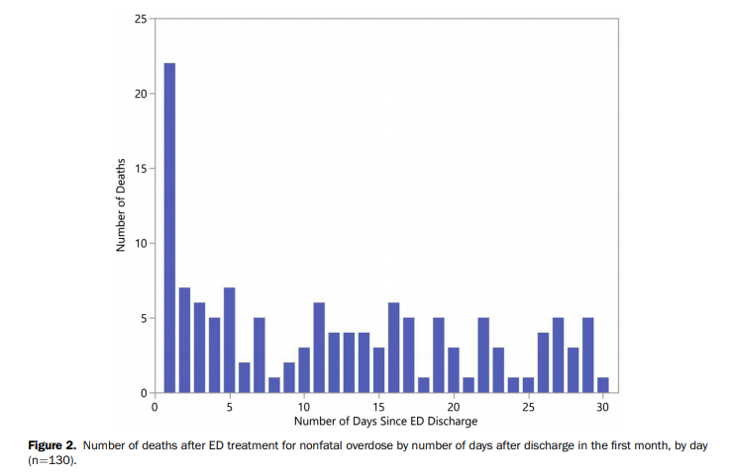 25
20
15
10
5
0
Number of Deaths
0 5 10 15 20 25 30
Number of Days Since ED Discharge
Figure 2. Number of deaths after ED treatment for nonfatal overdose by number of days after discharge in the first month, by day
(n=130).